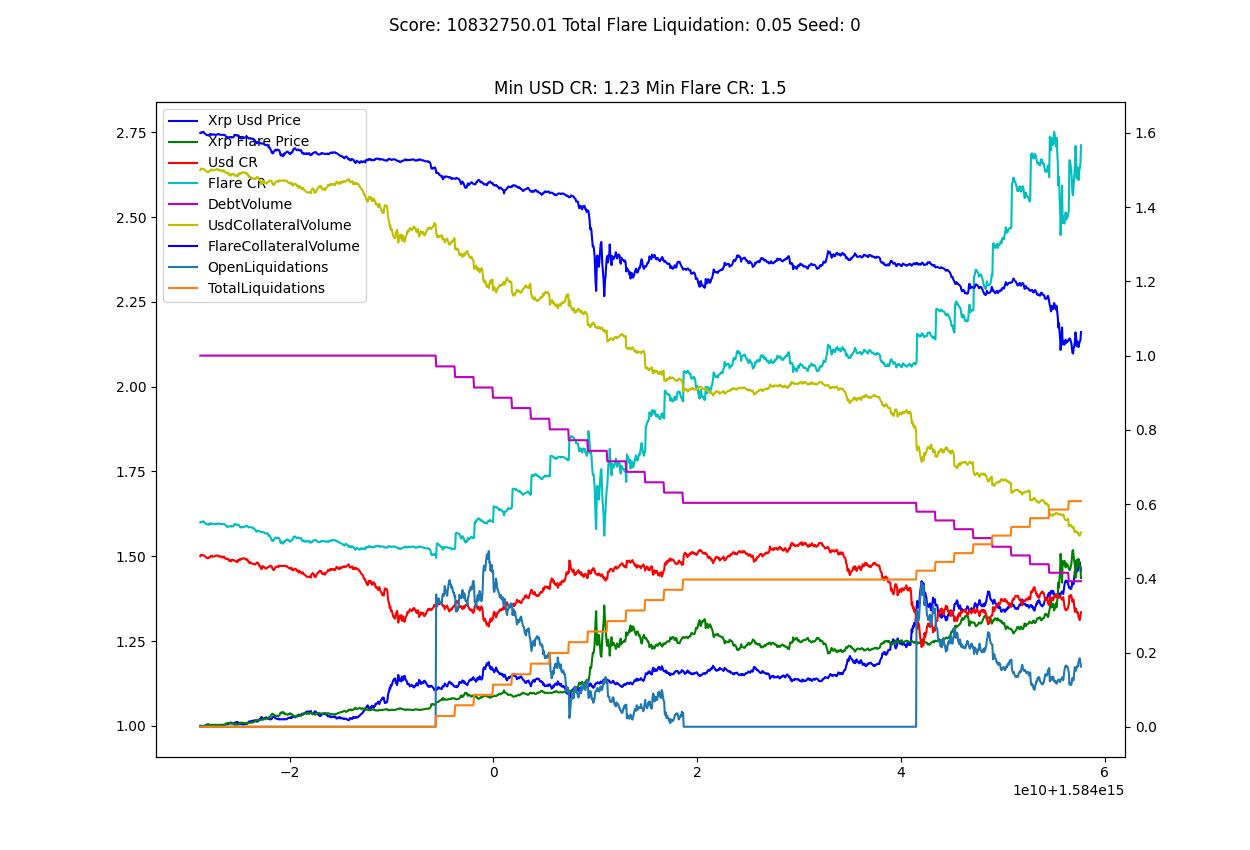 Score: 10832750.01 Total Flare Liquidation: 0.05 Seed: 0
Min USD CR: 1.23 Min Flare CR: 1.5
Xrp Usd Price
Xrp Flare Price
Usd CR
Flare CR
DebtVolume
UsdCollateralVolume
FlareCollateralVolume
OpenLiquidations
TotalLiquidations
2.75
2.50
2.25
2.00
1.75
1.50
1.25
1.00
1.6
1.4
1.2
1.0
0.8
0.6
0.4
0.2
0.0
−2 0 2 4 6
1e10+1.584e15